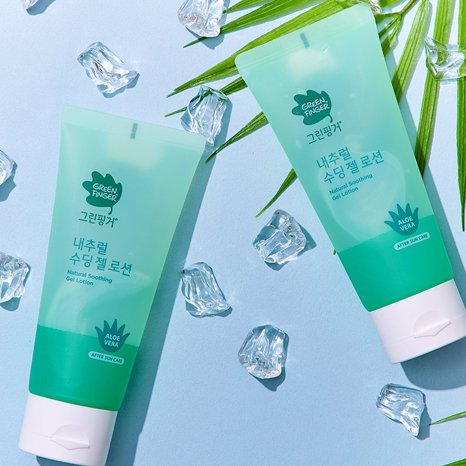 GREEN
FINGER
그린핑거
내추럴
수딩 젤 로션
Natural Soothing
Gel Lotion
ALOE
VERA
AFTER SUN CARE
GREEN
FINGER
그린핑거
내추럴
수딩 젤 로션
Natural Soothing
Gel Lotion
ALOE
VERA
AFTER SUN CARE